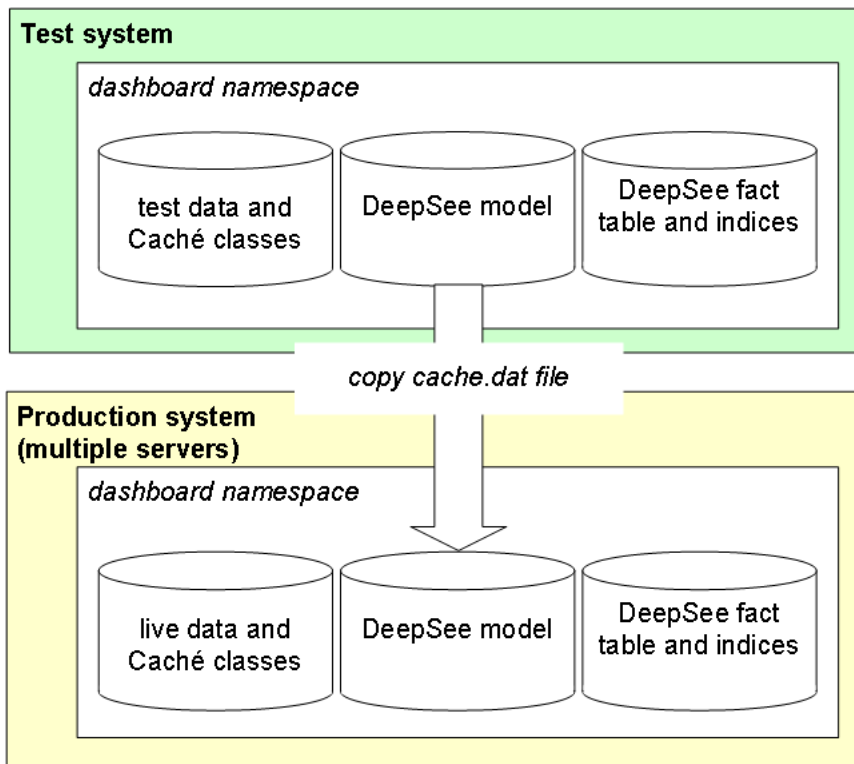 Test system
dashboard namespace
test data and
Caché classes
DeepSee model
DeepSee fact
table and indices
copy cache.dat file
Production system
(multiple servers)
dashboard namespace
live data and
Caché classes
DeepSee model
DeepSee fact
table and indices